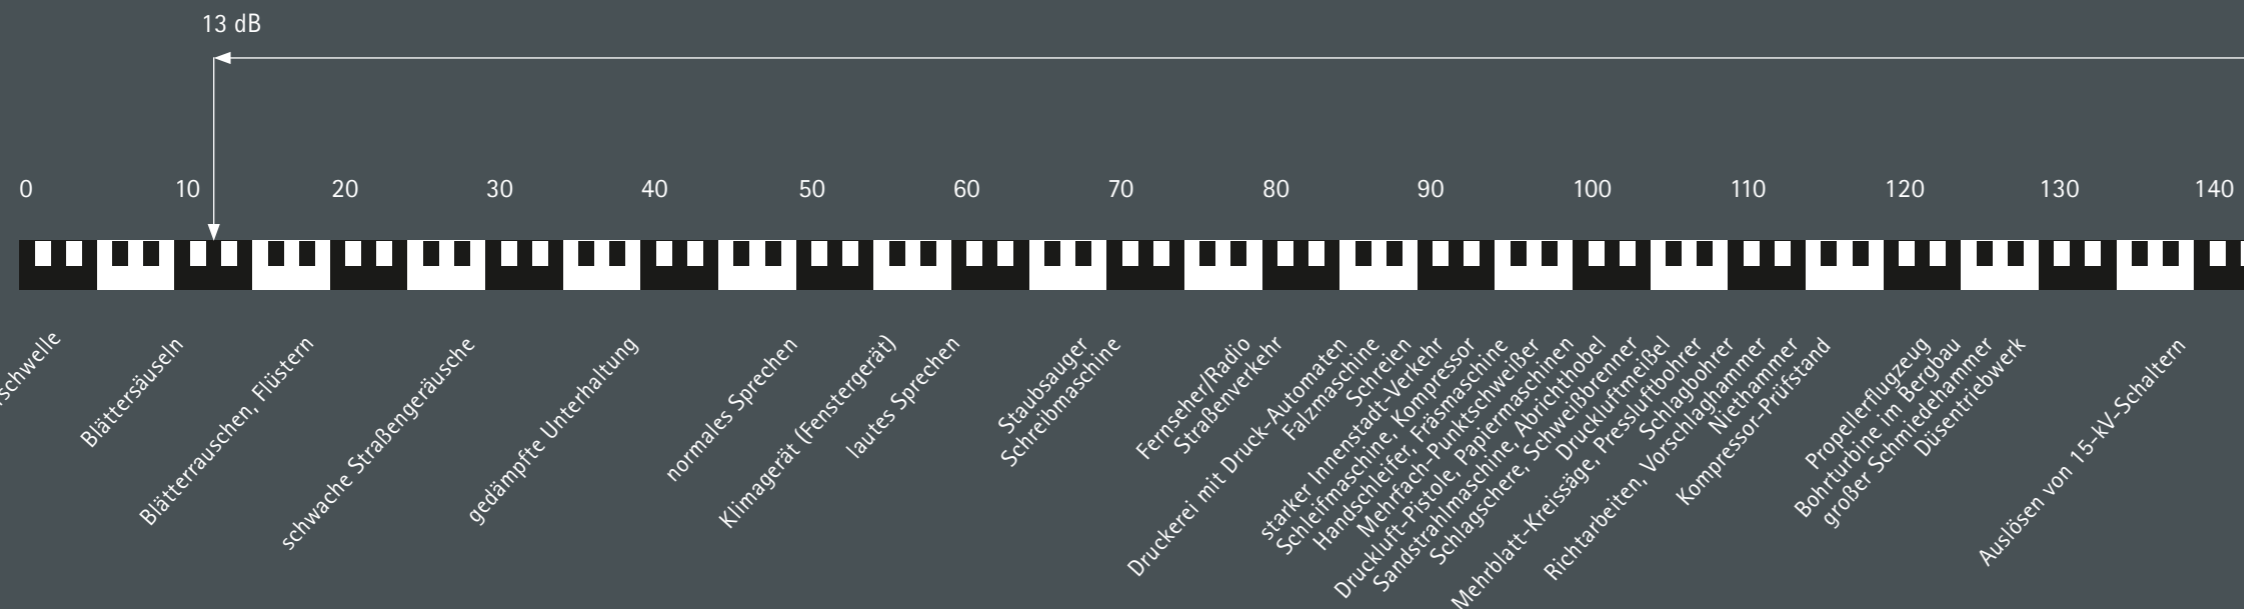 13 dB
0 10 20 30 40 50 60 70 80 90 100 110 120 130 140
Blättersäuseln
Blätterrauschen, Flüstern
schwache Straßengeräusche
gedämpfte Unterhaltung
normales Sprechen
Klimagerät (Fenstergerät)
lautes Sprechen
Staubsauger
Schreibmaschine
Fernseher/Radio
Straßenverkehr
Druckerei mit Druck-Automaten
Falzmaschine
Schreien
starker Innenstadt-Verkehr
Schleifmaschine, Kompressor
Handschleifer, Fräsmaschine
Mehrfach-Punktschweißer
Druckluft-Pistole, Papiermaschinen
Sandstrahlmaschine, Abrichthobel
Schlagschere, Schweißbrenner
Druckluftmeißel
Mehrblatt-Kreissäge, Pressluftbohrer
Schlagbohrer
Richtarbeiten, Vorschlaghammer
Niethammer
Kompressor-Prüfstand
Propellerflugzeug
Bohrturbine im Bergbau
großer Schmiedehammer
Düsentriebwerk
Auslösen von 15-kV-Schaltern